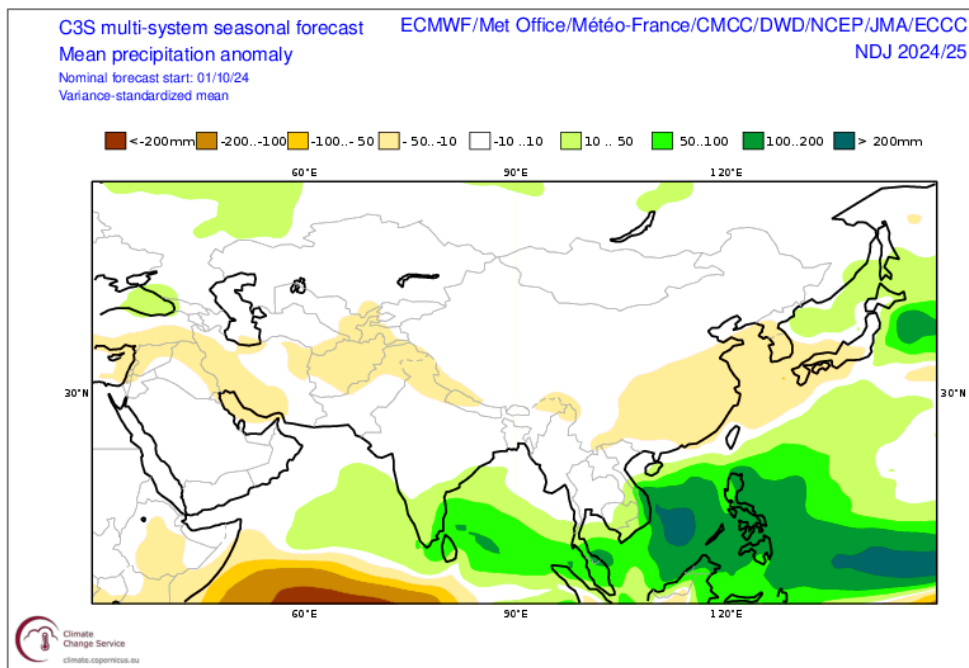 C3S multi-system seasonal forecast
ECMWF/Met Office/Météo-France/CMCC/DWD/NCEP/JMA/ECCC
Mean precipitation anomaly
NDJ 2024/25
Nominal forecast start: 01/10/24
Variance-standardized mean
<-200mm -200..-100 -100..- 50 - 50..-10 -10 ..10 10 .. 50 50..100 100..200 > 200mm
60°E 90°E 120°E
30°N 30°N
60°E 90°E 120°E
Climate
Change Service
climate.copernicus.eu